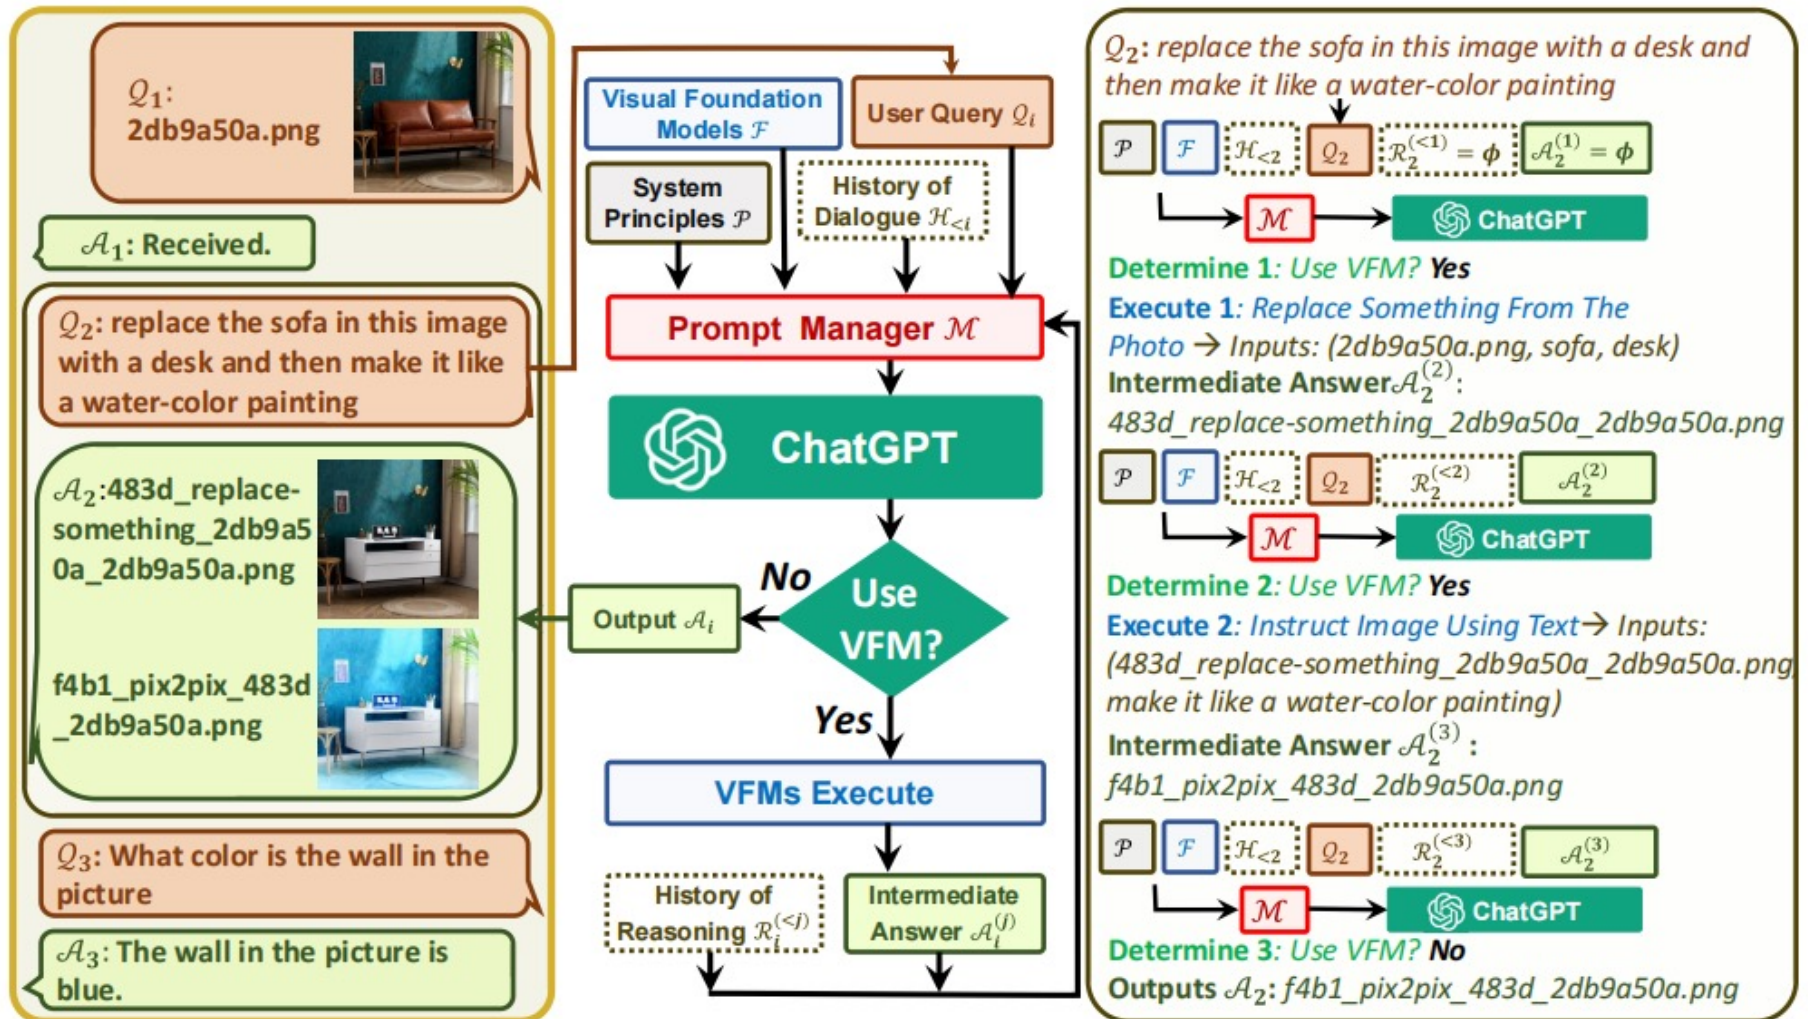 𝒬₁:
2db9a50a.png
𝒜₁: Received.
𝒬₂: replace the sofa in this image
with a desk and then make it like
a water-color painting
𝒜₂:483d_replace-
something_2db9a5
0a_2db9a50a.png
f4b1_pix2pix_483d
_2db9a50a.png
𝒬₃: What color is the wall in the
picture
𝒜₃: The wall in the picture is
blue.
Visual Foundation
Models ℱ
User Query 𝒬ᵢ
System
Principles 𝒫
History of
Dialogue ℋ<ᵢ
Prompt Manager ℳ
ChatGPT
Use
VFM?
No
Output 𝒜ᵢ
Yes
VFMs Execute
History of
Reasoning ℛᵢ^(<j)
Intermediate
Answer 𝒜ᵢ^(j)
𝒬₂: replace the sofa in this image with a desk and
then make it like a water-color painting
𝒫 ℱ ℋ<₂ 𝒬₂ ℛ₂^(<1) = ϕ 𝒜₂^(1) = ϕ
ℳ ChatGPT
Determine 1: Use VFM? Yes
Execute 1: Replace Something From The
Photo → Inputs: (2db9a50a.png, sofa, desk)
Intermediate Answer𝒜₂^(2):
483d_replace-something_2db9a50a_2db9a50a.png
𝒫 ℱ ℋ<₂ 𝒬₂ ℛ₂^(<2) 𝒜₂^(2)
ℳ ChatGPT
Determine 2: Use VFM? Yes
Execute 2: Instruct Image Using Text→ Inputs:
(483d_replace-something_2db9a50a_2db9a50a.png,
make it like a water-color painting)
Intermediate Answer 𝒜₂^(3) :
f4b1_pix2pix_483d_2db9a50a.png
𝒫 ℱ ℋ<₂ 𝒬₂ ℛ₂^(<3) 𝒜₂^(3)
ℳ ChatGPT
Determine 3: Use VFM? No
Outputs 𝒜₂: f4b1_pix2pix_483d_2db9a50a.png